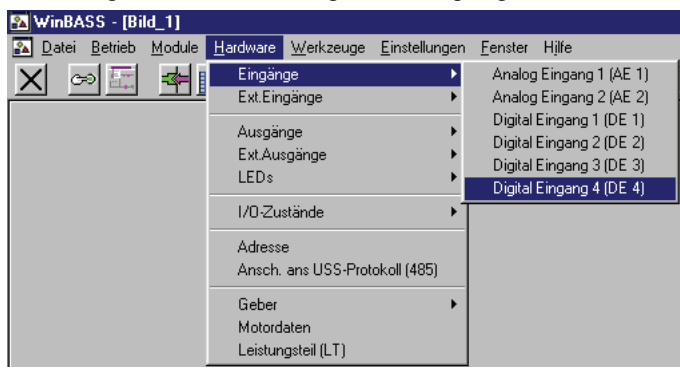 WinBASS - [Bild_1]
Datei Betrieb Module Hardware Werkzeuge Einstellungen Fenster Hilfe
Eingänge
Ext.Eingänge
Ausgänge
Ext.Ausgänge
LEDs
I/O-Zustände
Adresse
Ansch. ans USS-Protokoll (485)
Geber
Motordaten
Leistungsteil (LT)
Analog Eingang 1 (AE 1)
Analog Eingang 2 (AE 2)
Digital Eingang 1 (DE 1)
Digital Eingang 2 (DE 2)
Digital Eingang 3 (DE 3)
Digital Eingang 4 (DE 4)